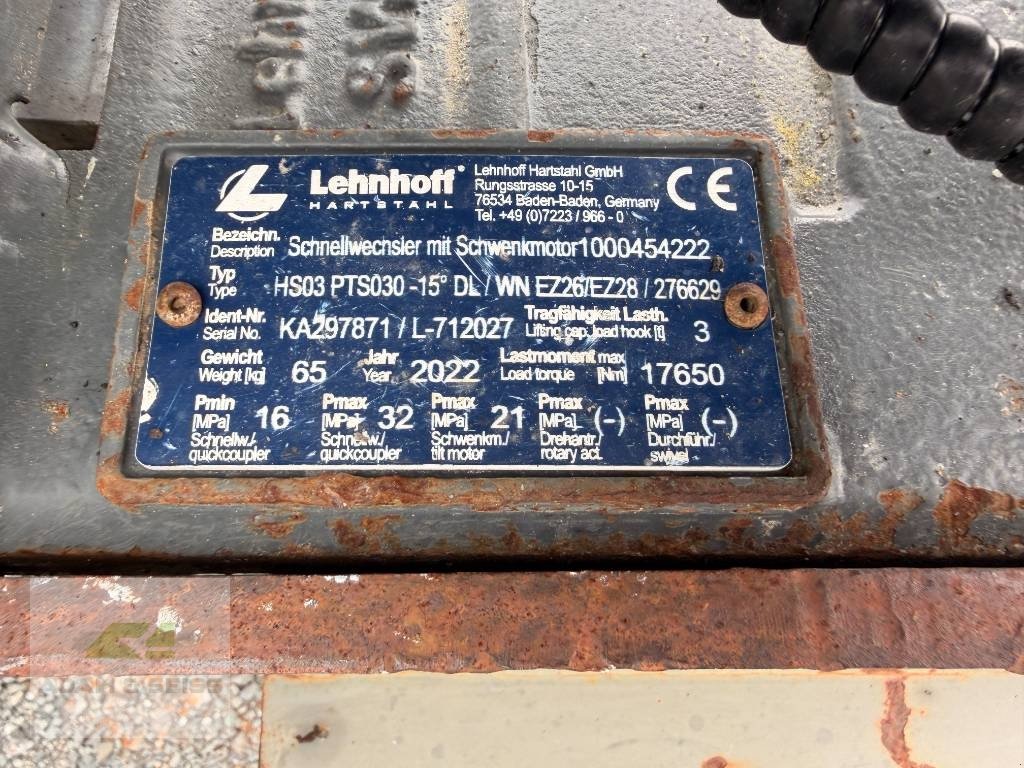 Lehnhoff
HARTSTAHL
Lehnhoff Hartstahl GmbH
Rungsstrasse 10-15
76534 Baden-Baden, Germany
Tel. +49 (0)7223 / 966 - 0
CE
Bezeichn.
Description Schnellwechsler mit Schwenkmotor 1000454222
Typ
Type HS03 PTS030 -15° DL / WN EZ26/EZ28 / 276629
Ident-Nr. Tragfähigkeit Lasth.
Serial No. KA297871 / L-712027 Lifting cap. load hook [t] 3
Gewicht Jahr Lastmoment max
Weight [kg] 65 Year 2022 Load torque [Nm] 17650
Pmin Pmax Pmax Pmax Pmax
[MPa] 16 [MPa] 32 [MPa] 21 [MPa] (-) [MPa] (-)
Schnellw./ Schnellw./ Schwenkm./ Drehantr./ Durchführ./
quickcoupler quickcoupler tilt motor rotary act. swivel